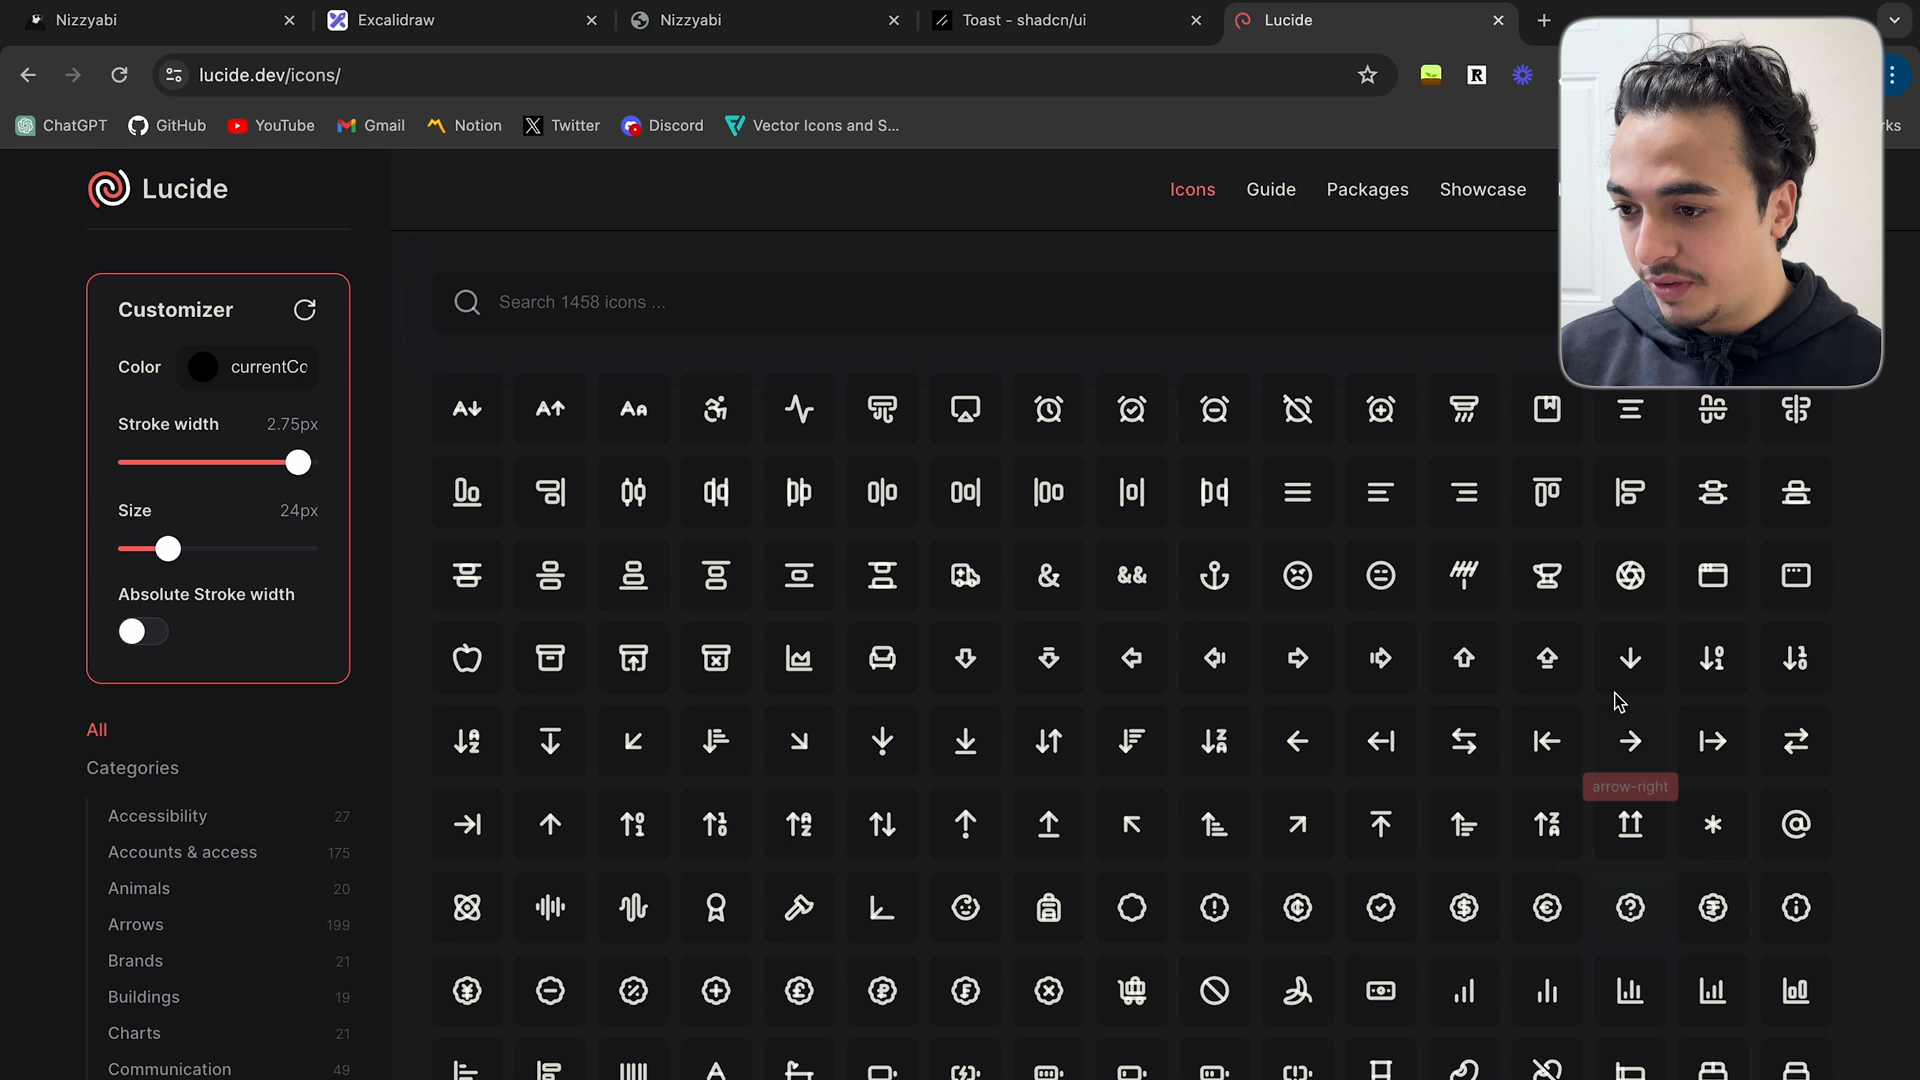 Nizzyabi
Excalidraw
Nizzyabi
Toast - shadcn/ui
Lucide
lucide.dev/icons/
ChatGPT
GitHub
YouTube
Gmail
Notion
Twitter
Discord
Vector Icons and S...
Lucide
Icons
Guide
Packages
Showcase
Customizer
Color
currentCo
Stroke width
2.75px
Size
24px
Absolute Stroke width
Search 1458 icons ...
arrow-right
All
Categories
Accessibility 27
Accounts & access 175
Animals 20
Arrows 199
Brands 21
Buildings 19
Charts 21
Communication 49